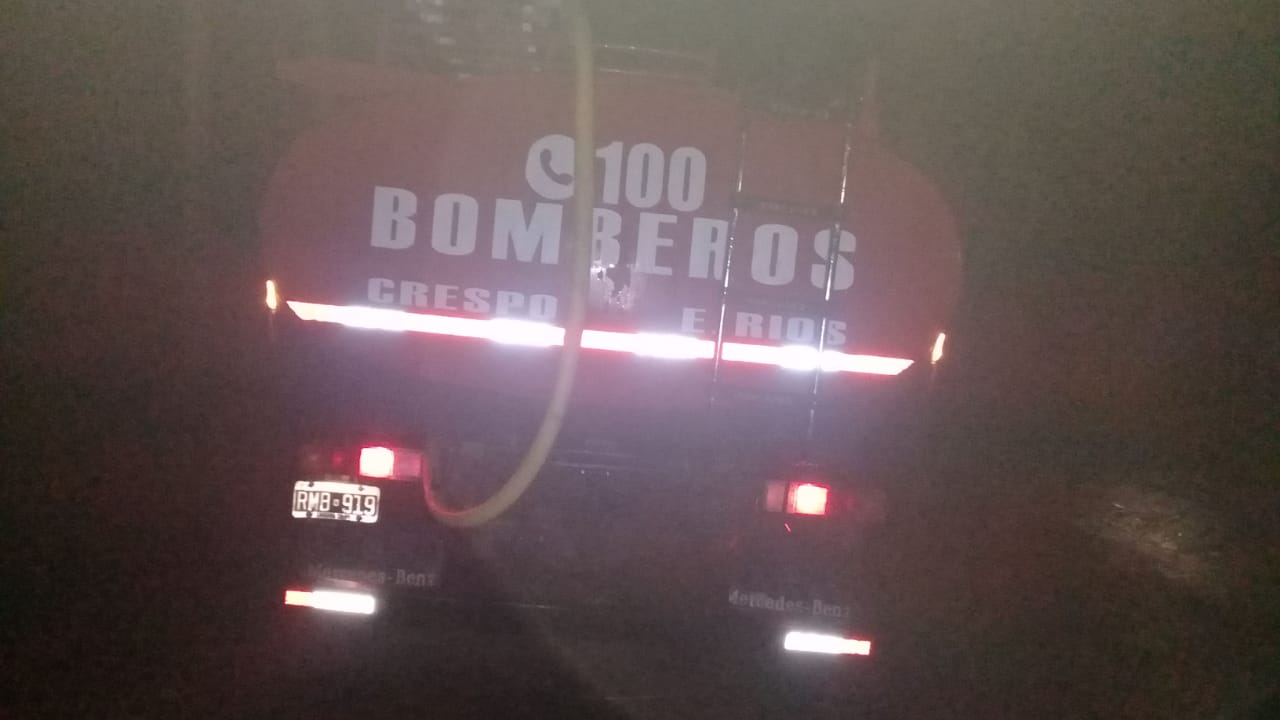 100
BOMBEROS
CRESPO E. RIOS
RMB 919
Mercedes-Benz
Mercedes-Benz